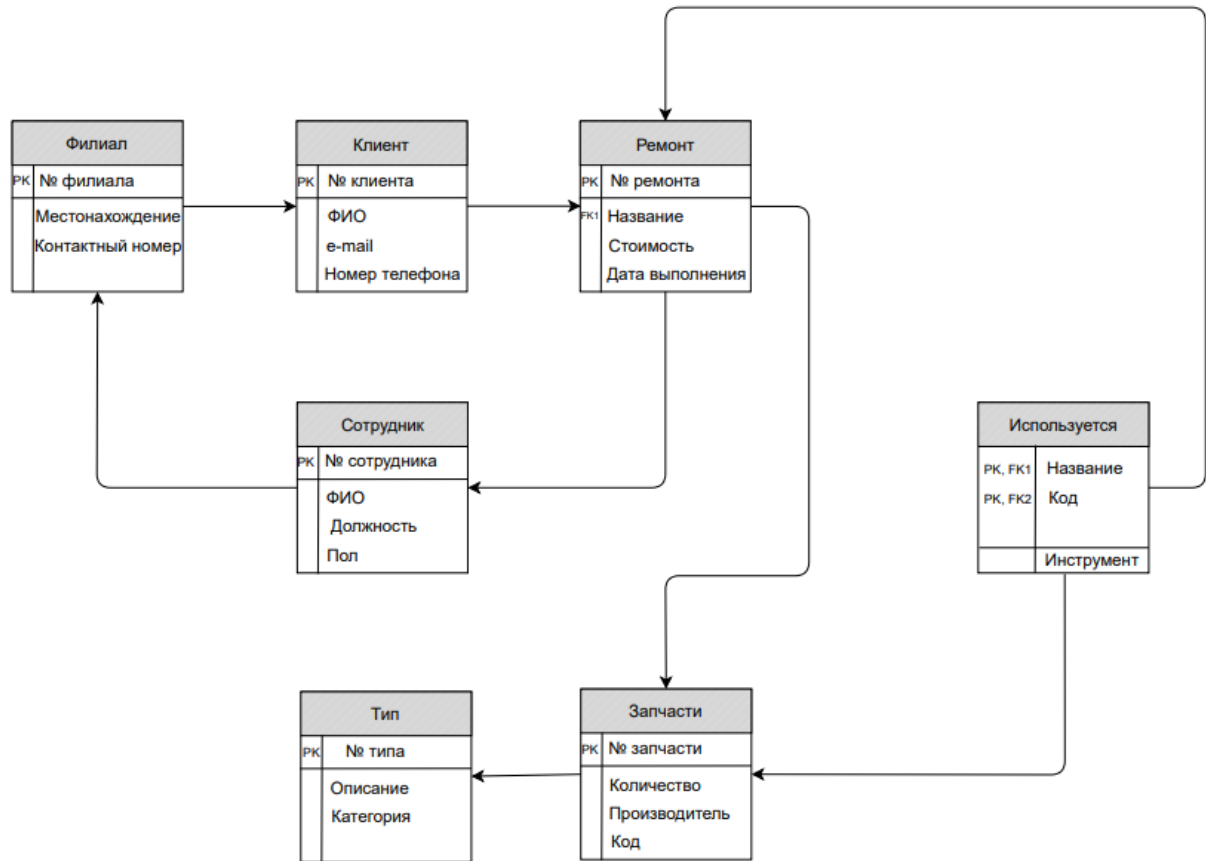 Филиал
PK № филиала
Местонахождение
Контактный номер
Клиент
PK № клиента
ФИО
e-mail
Номер телефона
Ремонт
PK № ремонта
FK1 Название
Стоимость
Дата выполнения
Сотрудник
PK № сотрудника
ФИО
Должность
Пол
Используется
PK, FK1 Название
PK, FK2 Код
Инструмент
Тип
PK № типа
Описание
Категория
Запчасти
PK № запчасти
Количество
Производитель
Код